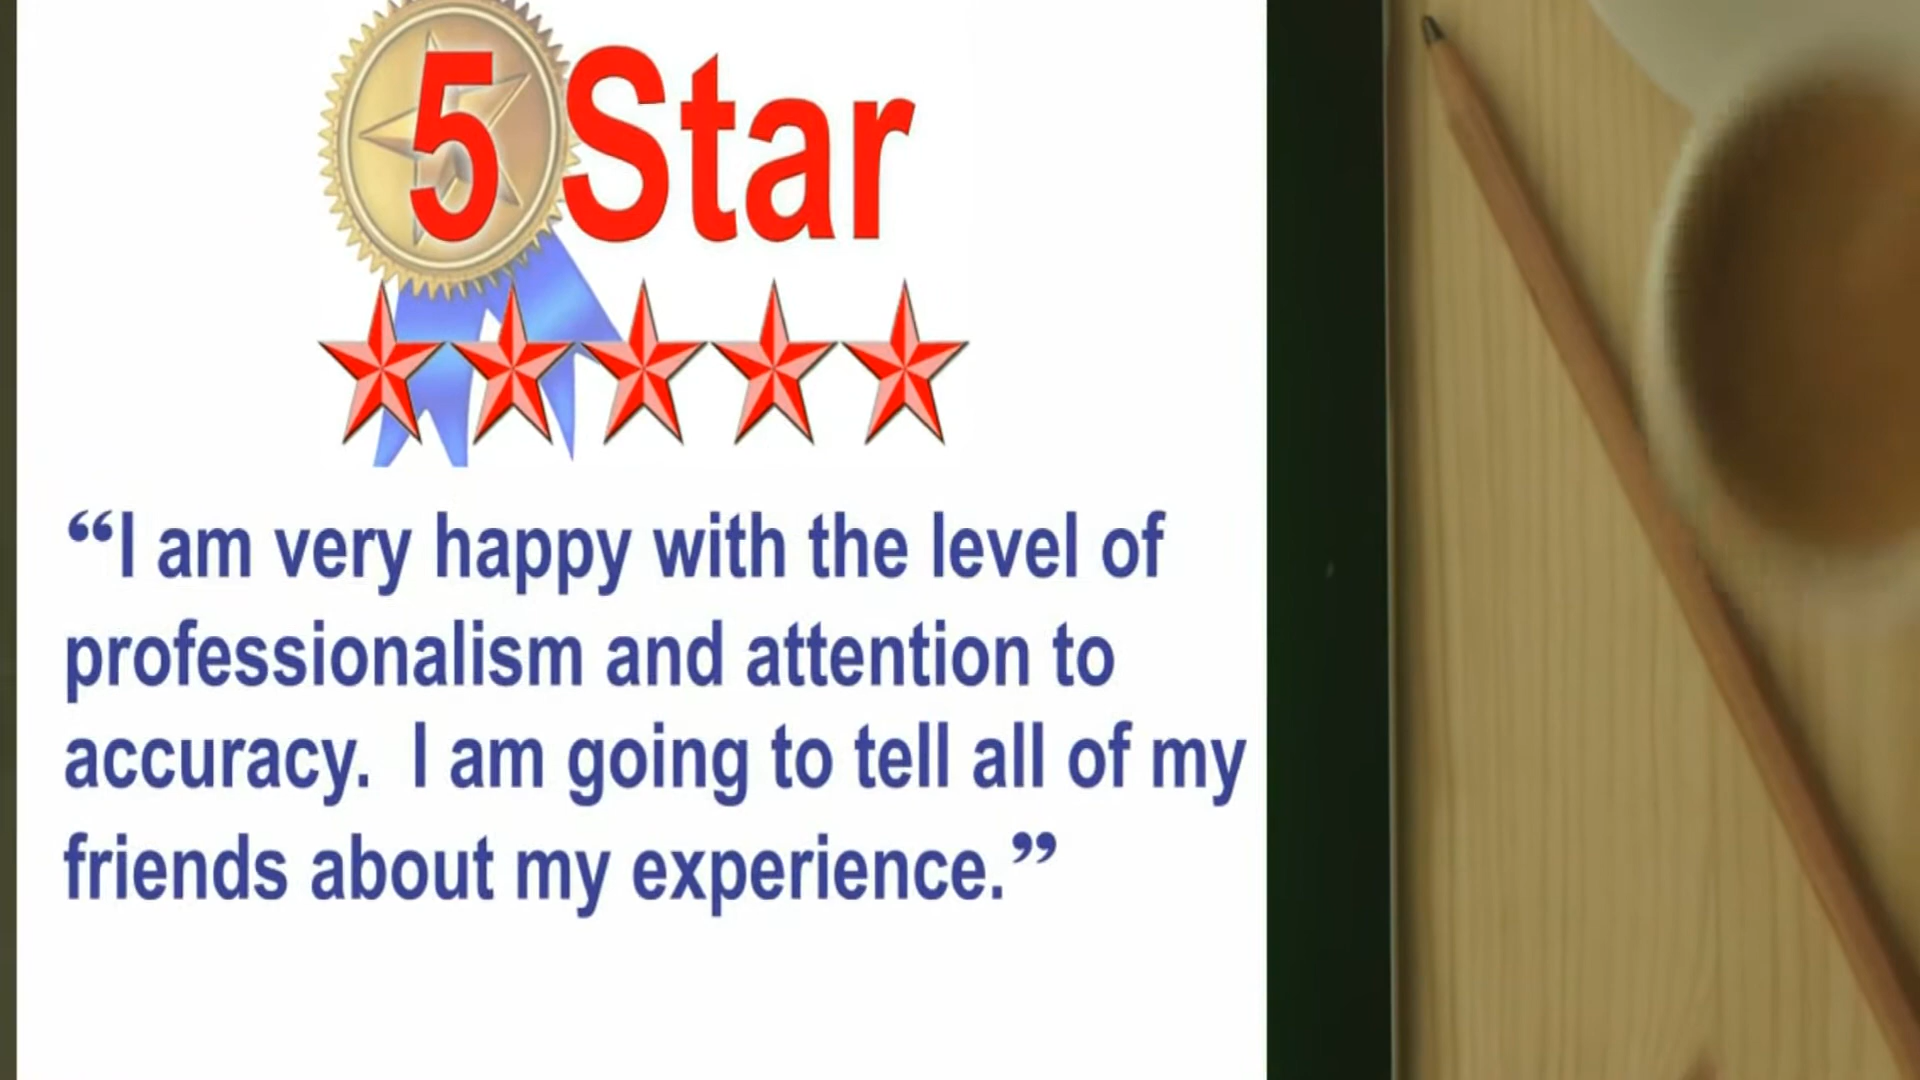 5 Star
“I am very happy with the level of
professionalism and attention to
accuracy.  I am going to tell all of my
friends about my experience.”